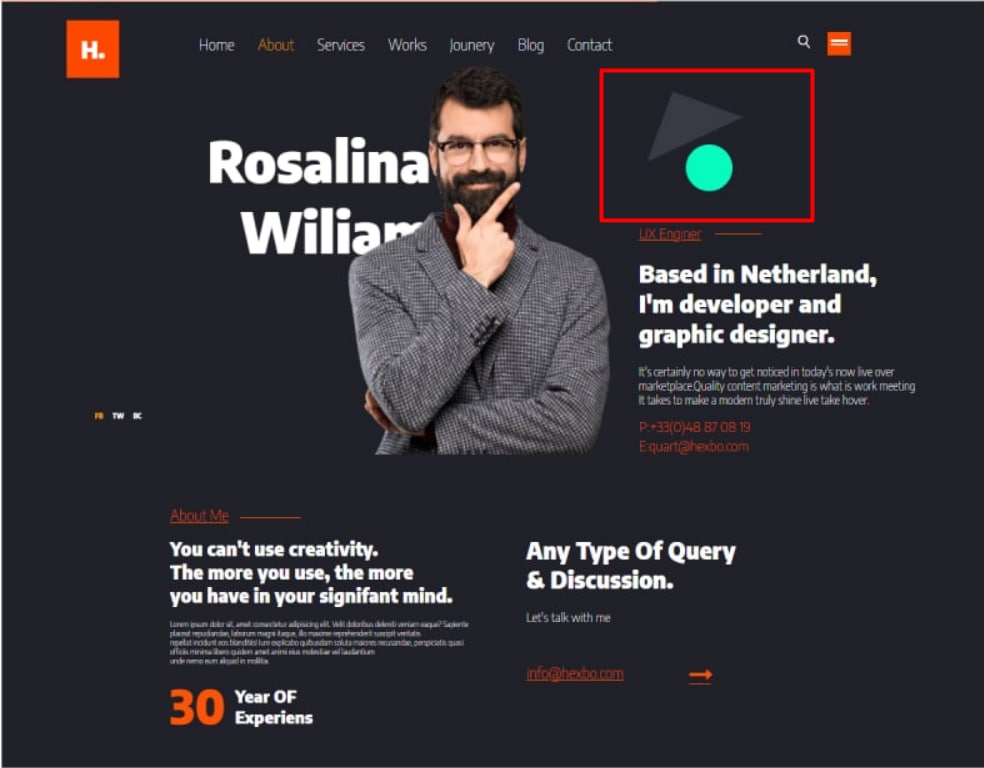 H.
Home About Services Works Jounery Blog Contact
Rosalina
Wiliam
UX Enginer
Based in Netherland,
I'm developer and
graphic designer.
It's certainly no way to get noticed in today's now live over
marketplace.Quality content marketing is what is work meeting
It takes to make a modern truly shine live take hover.
P:+33(0)48 87 08 19
E:quart@hexbo.com
FB TW BC
About Me
You can't use creativity.
The more you use, the more
you have in your signifant mind.
Lorem ipsum dolor sit, amet consectetur adipisicing elit. Velit doloribus deleniti veniam eaque? Sapiente
placeat repudiandae, laborum magni itaque, illo maxime reprehenderit suscipit veritatis
repellat incidunt eos blanditiis! Iure explicabo quibusdam soluta maiores recusandae, perspiciatis quasi
officiis minima libero quidem amet animi eius molestiae vel laudantium
unde nemo eum aliquid in mollitia.
30 Year OF
Experiens
Any Type Of Query
& Discussion.
Let's talk with me
info@hexbo.com